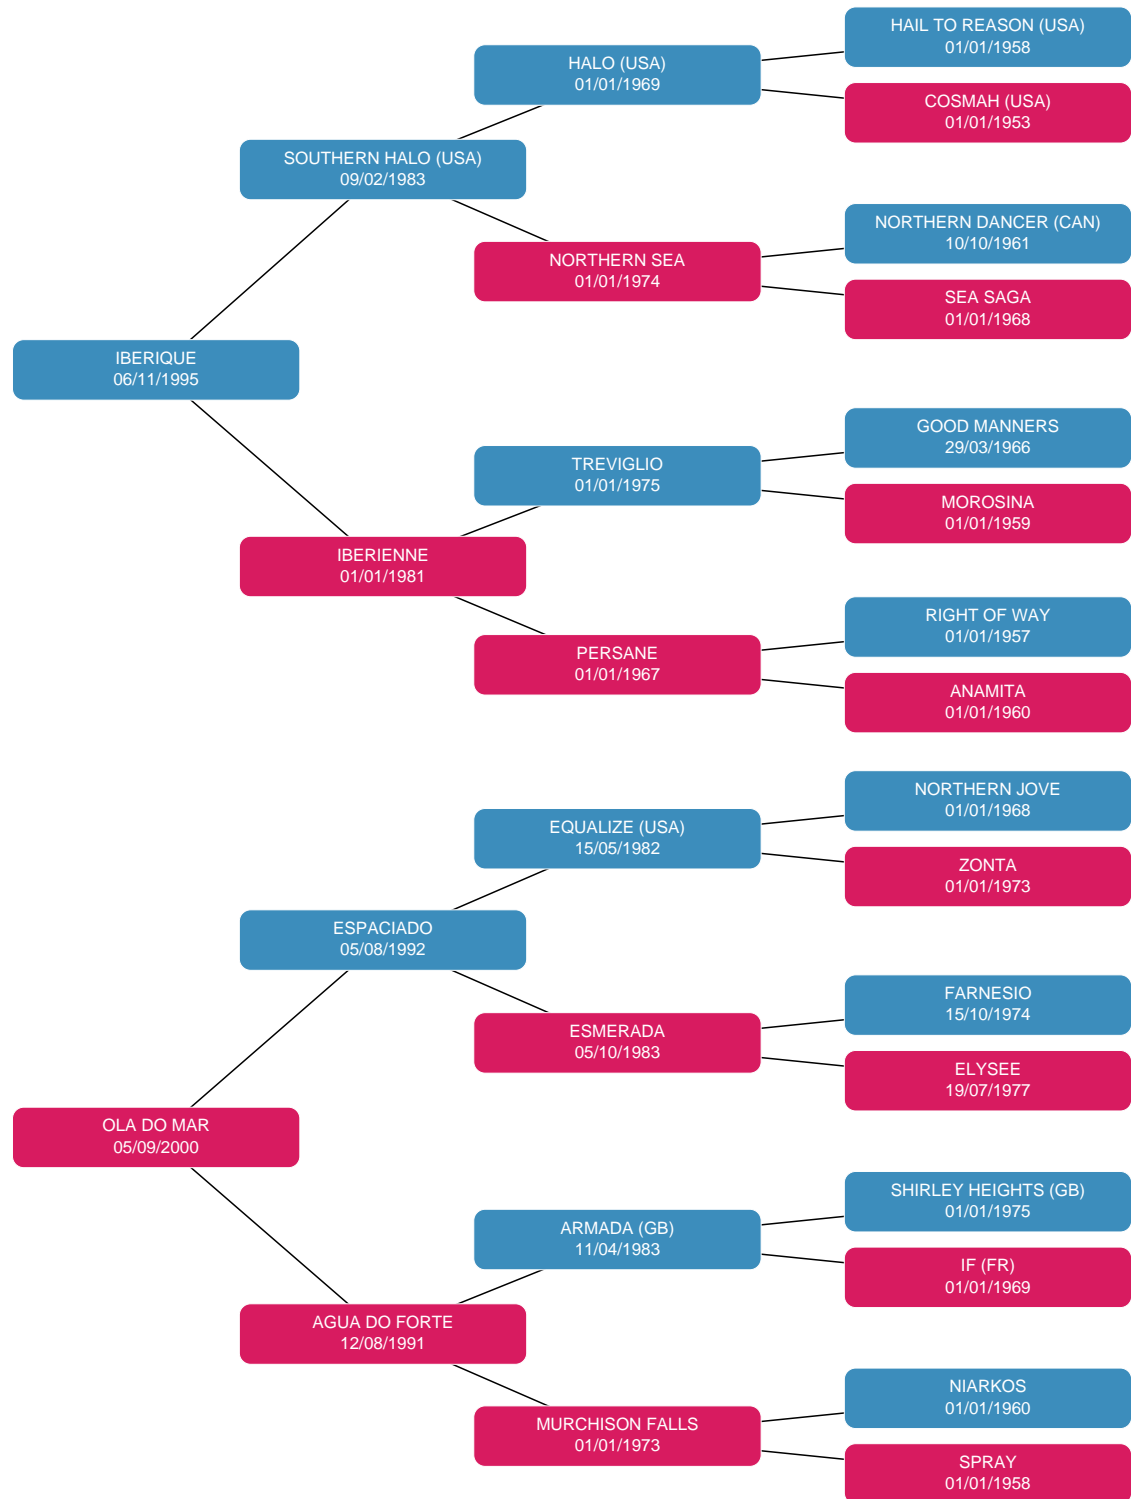 HAIL TO REASON (USA)
01/01/1958
HALO (USA)
01/01/1969
COSMAH (USA)
01/01/1953
SOUTHERN HALO (USA)
09/02/1983
NORTHERN DANCER (CAN)
10/10/1961
NORTHERN SEA
01/01/1974
SEA SAGA
01/01/1968
IBERIQUE
06/11/1995
GOOD MANNERS
29/03/1966
TREVIGLIO
01/01/1975
MOROSINA
01/01/1959
IBERIENNE
01/01/1981
RIGHT OF WAY
01/01/1957
PERSANE
01/01/1967
ANAMITA
01/01/1960
NORTHERN JOVE
01/01/1968
EQUALIZE (USA)
15/05/1982
ZONTA
01/01/1973
ESPACIADO
05/08/1992
FARNESIO
15/10/1974
ESMERADA
05/10/1983
ELYSEE
19/07/1977
OLA DO MAR
05/09/2000
SHIRLEY HEIGHTS (GB)
01/01/1975
ARMADA (GB)
11/04/1983
IF (FR)
01/01/1969
AGUA DO FORTE
12/08/1991
NIARKOS
01/01/1960
MURCHISON FALLS
01/01/1973
SPRAY
01/01/1958